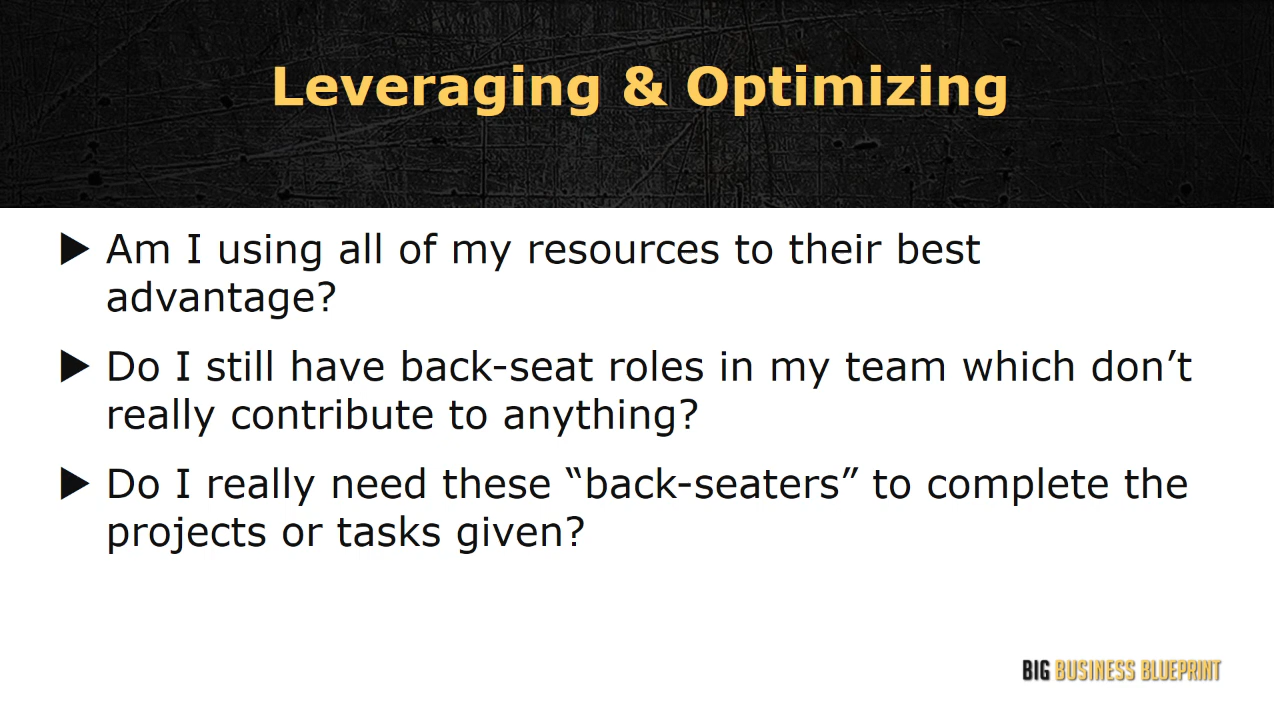 Leveraging & Optimizing
▶ Am I using all of my resources to their best
advantage?
▶ Do I still have back-seat roles in my team which don’t
really contribute to anything?
▶ Do I really need these “back-seaters” to complete the
projects or tasks given?
BIG BUSINESS BLUEPRINT